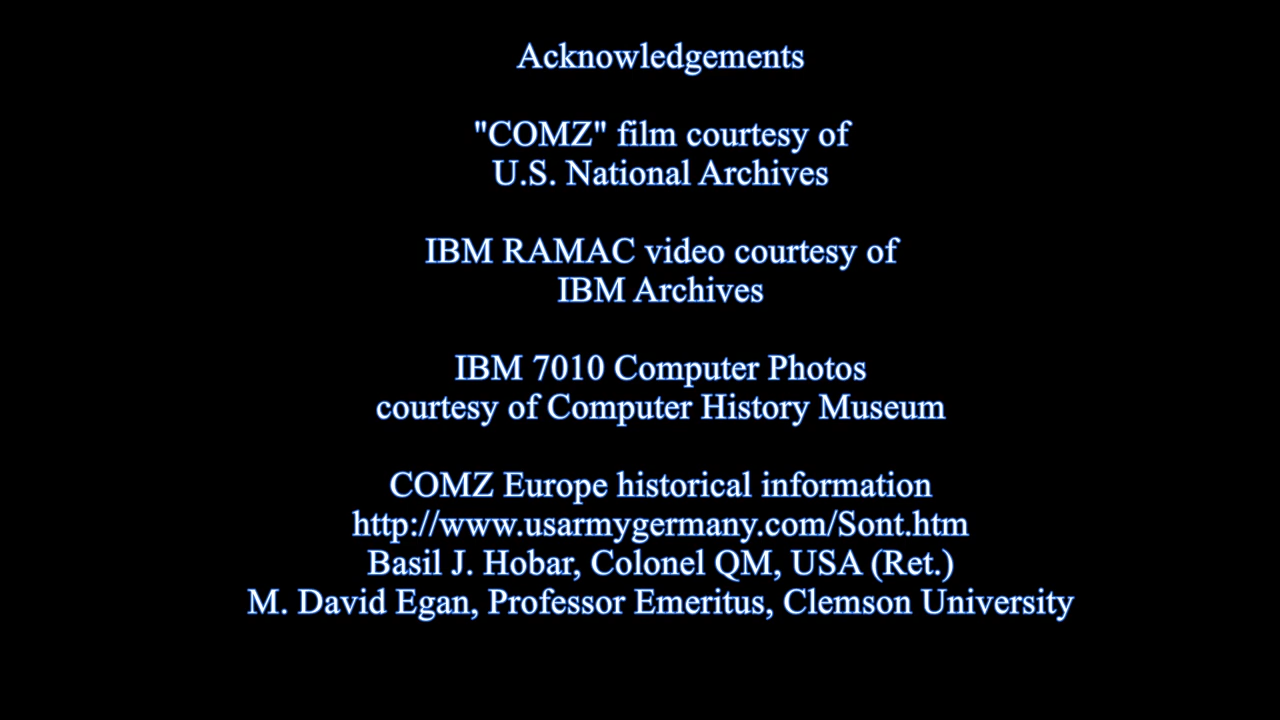 Acknowledgements
"COMZ" film courtesy of
U.S. National Archives
IBM RAMAC video courtesy of
IBM Archives
IBM 7010 Computer Photos
courtesy of Computer History Museum
COMZ Europe historical information
http://www.usarmygermany.com/Sont.htm
Basil J. Hobar, Colonel QM, USA (Ret.)
M. David Egan, Professor Emeritus, Clemson University